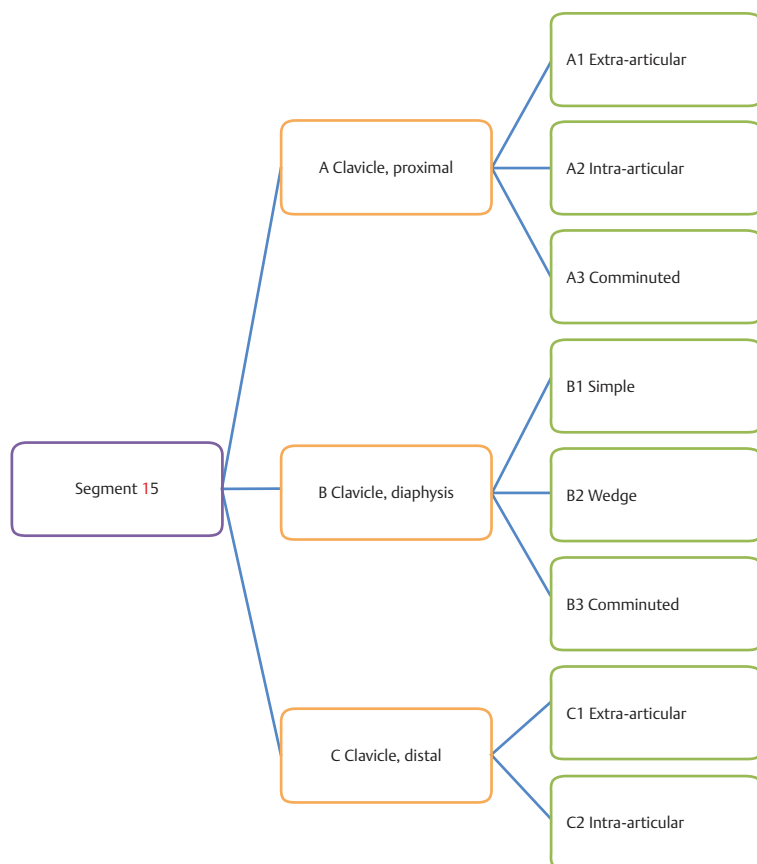 Segment 15
A Clavicle, proximal
A1 Extra-articular
A2 Intra-articular
A3 Comminuted
B Clavicle, diaphysis
B1 Simple
B2 Wedge
B3 Comminuted
C Clavicle, distal
C1 Extra-articular
C2 Intra-articular